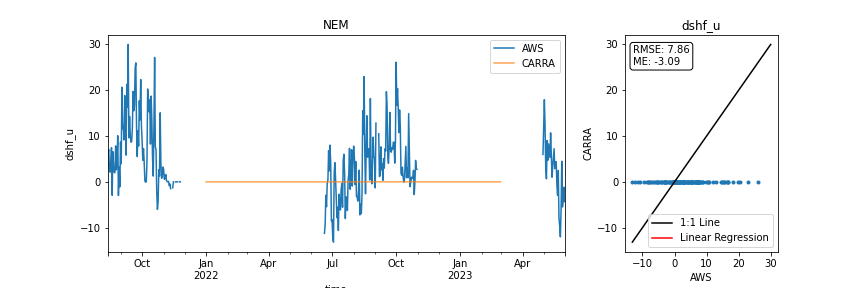 NEM
dshf_u
30
20
10
0
−10
AWS
CARRA
dshf_u
Oct
Jan
2022
Apr
Jul
Oct
Jan
2023
Apr
dshf_u
30
20
10
0
−10
RMSE: 7.86
ME: -3.09
CARRA
1:1 Line
Linear Regression
−10
0
10
20
30
AWS